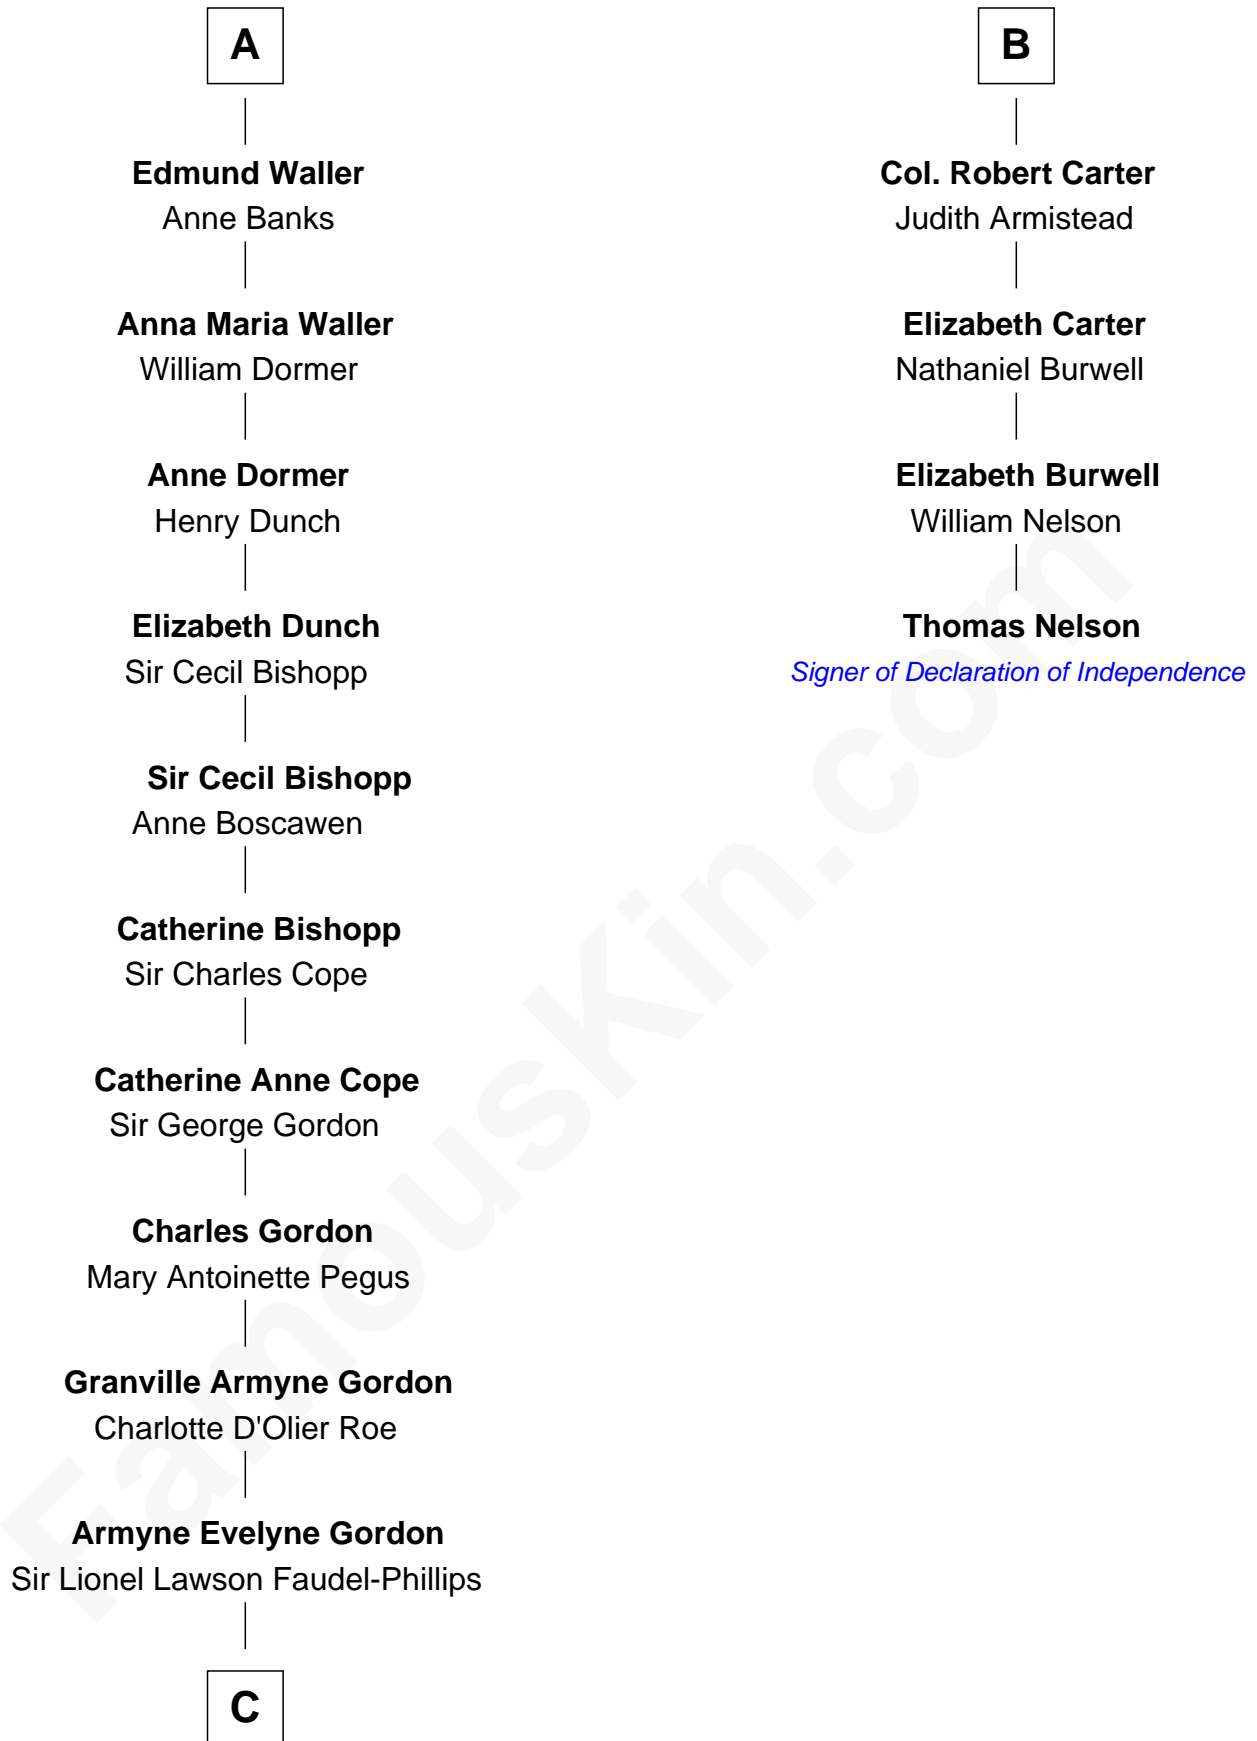 A
Edmund Waller
Anne Banks
Anna Maria Waller
William Dormer
Anne Dormer
Henry Dunch
Elizabeth Dunch
Sir Cecil Bishopp
Sir Cecil Bishopp
Anne Boscawen
Catherine Bishopp
Sir Charles Cope
Catherine Anne Cope
Sir George Gordon
Charles Gordon
Mary Antoinette Pegus
Granville Armyne Gordon
Charlotte D'Olier Roe
Armyne Evelyne Gordon
Sir Lionel Lawson Faudel-Phillips
C
B
Col. Robert Carter
Judith Armistead
Elizabeth Carter
Nathaniel Burwell
Elizabeth Burwell
William Nelson
Thomas Nelson
Signer of Declaration of Independence
FamousKin.com